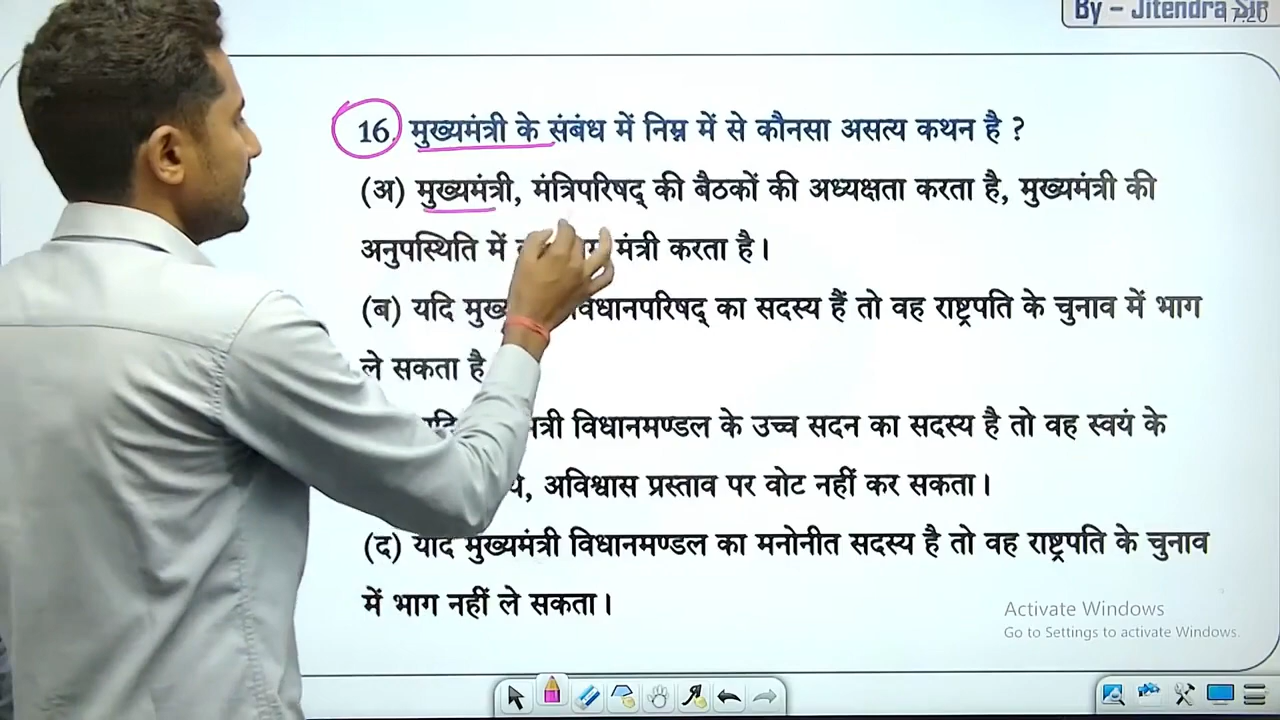 By – Jitendra Sir
17:20
16. मुख्यमंत्री के संबंध में निम्न में से कौनसा असत्य कथन है ?
(अ) मुख्यमंत्री, मंत्रिपरिषद् की बैठकों की अध्यक्षता करता है, मुख्यमंत्री की
अनुपस्थिति में मंत्री करता है।
(ब) यदि विधानपरिषद् का सदस्य हैं तो वह राष्ट्रपति के चुनाव में भाग
ले सकता है
विधानमण्डल के उच्च सदन का सदस्य है तो वह स्वयं के
अविश्वास प्रस्ताव पर वोट नहीं कर सकता।
(द) यदि मुख्यमंत्री विधानमण्डल का मनोनीत सदस्य है तो वह राष्ट्रपति के चुनाव
में भाग नहीं ले सकता।
Activate Windows
Go to Settings to activate Windows.